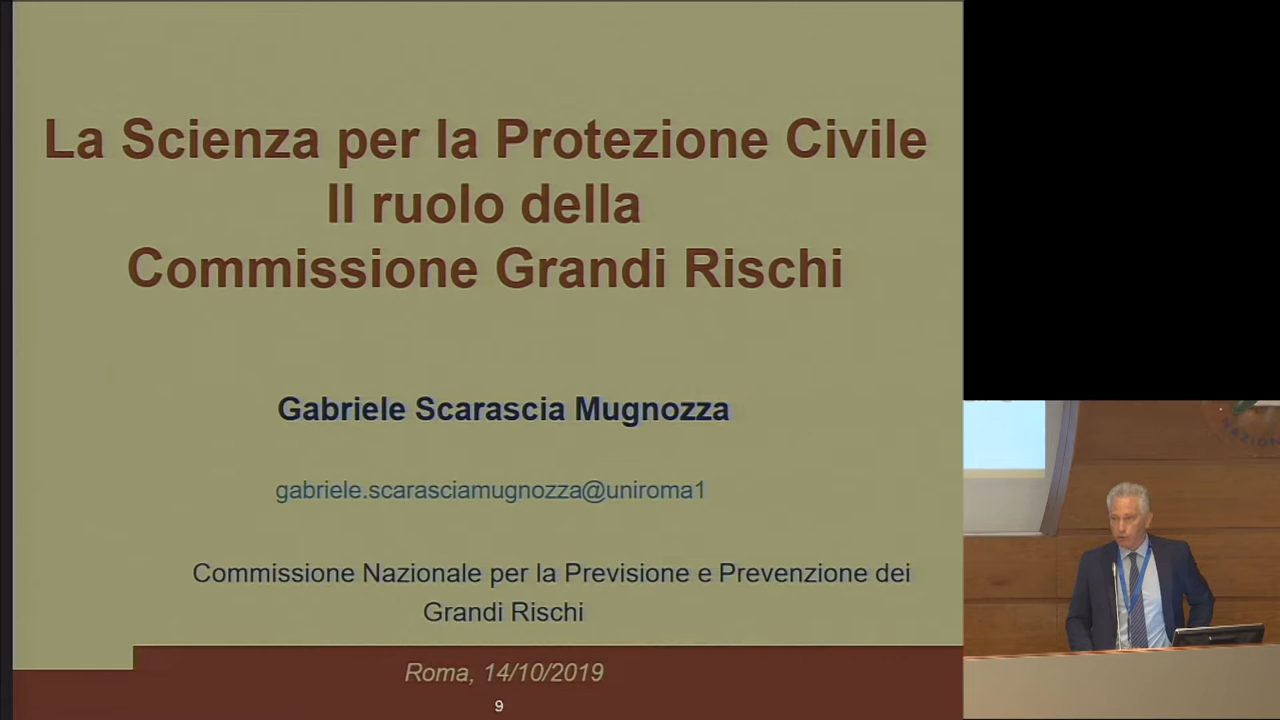 La Scienza per la Protezione Civile
Il ruolo della
Commissione Grandi Rischi
Gabriele Scarascia Mugnozza
gabriele.scarasciamugnozza@uniroma1
Commissione Nazionale per la Previsione e Prevenzione dei
Grandi Rischi
Roma, 14/10/2019
9